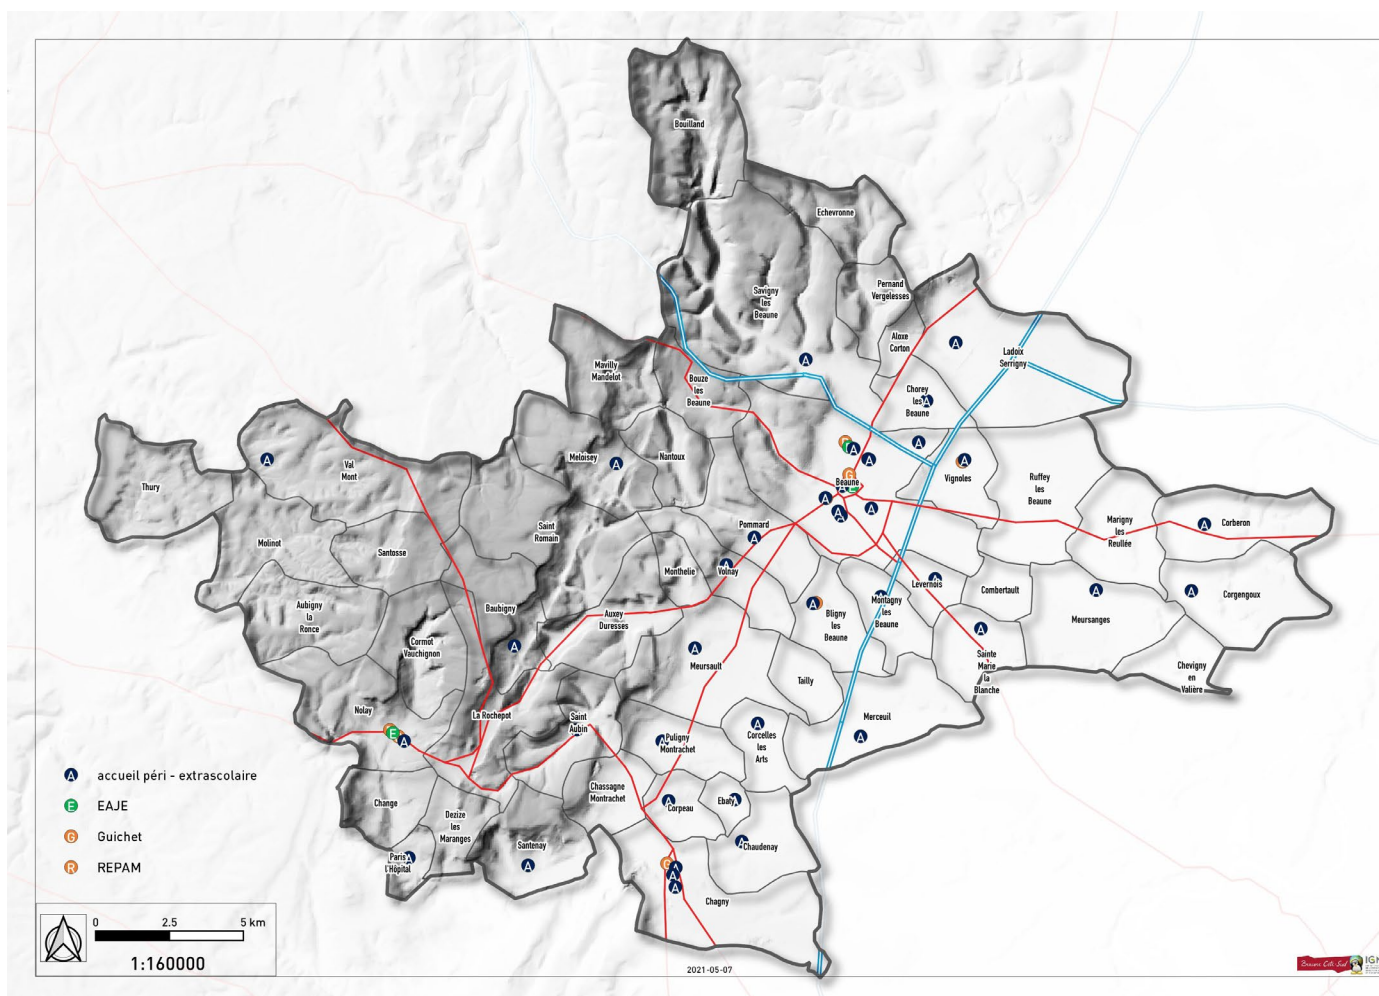 Bouilland
Echevronne
Savigny
les
Beaune
Pernand
Vergelesses
Aloxe
Corton
Ladoix
Serrigny
Mavilly
Mandelot
Bouze
les
Beaune
Chorey
les
Beaune
A
A
A
Thury
A
Val
Mont
Meloisey
A
Nantoux
E
A
A
A
G
Beaune
A
Vignoles
Ruffey
les
Beaune
Marigny
les
Reullée
A
Corberon
Molinot
Santosse
Saint
Romain
Pommard
A
A
A
A
Monthelie
Volnay
Levernois
Combertault
A
Meursanges
A
Corgengoux
Aubigny
la
Ronce
Baubigny
Auxey
Duresses
A
Bligny
les
Beaune
Montagny
les
Beaune
A
Sainte
Marie
la
Blanche
Cormot
Vauchignon
A
A
Meursault
Tailly
Chevigny
en
Valière
Nolay
E
A
La Rochepot
Saint
Aubin
A
Puligny
Montrachet
A
Corcelles
les
Arts
Merceuil
A
Change
Dezize
les
Maranges
Chassagne
Montrachet
A
Corpeau
Ebaty
A
A
Chaudenay
Paris
l'Hôpital
A
Santenay
A
G
A
A
A
Chagny
A accueil péri - extrascolaire
E EAJE
G Guichet
R REPAM
0 2.5 5 km
1:160000
2021-05-07
Beaune Côte & Sud
IGN